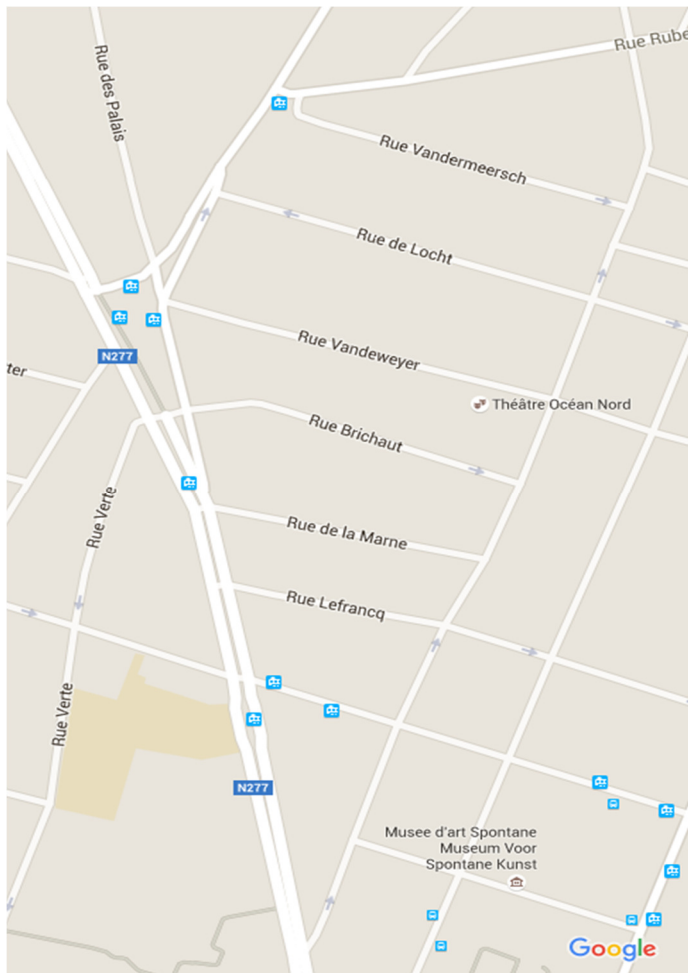 Rue des Palais
Rue Rube
Rue Vandermeersch
Rue de Locht
Rue Vandeweyer
N277
ter
Théâtre Océan Nord
Rue Brichaut
Rue Verte
Rue de la Marne
Rue Lefrancq
Rue Verte
N277
Musee d'art Spontane
Museum Voor
Spontane Kunst
Google